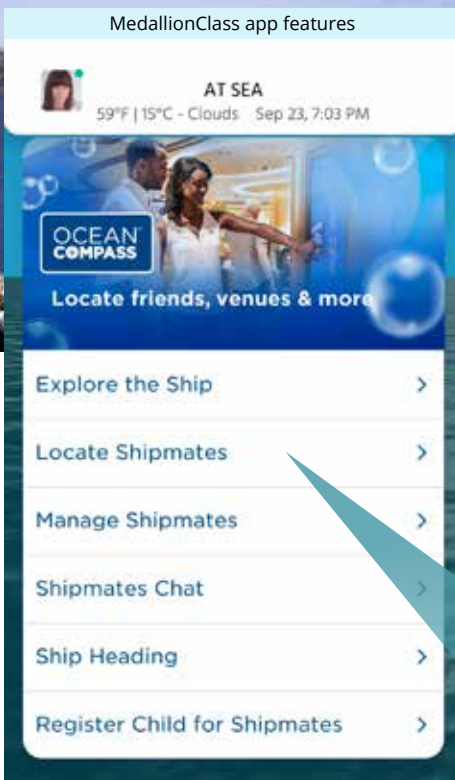 MedallionClass app features
AT SEA
59°F | 15°C - Clouds Sep 23, 7:03 PM
OCEAN
COMPASS
Locate friends, venues & more
Explore the Ship
Locate Shipmates
Manage Shipmates
Shipmates Chat
Ship Heading
Register Child for Shipmates